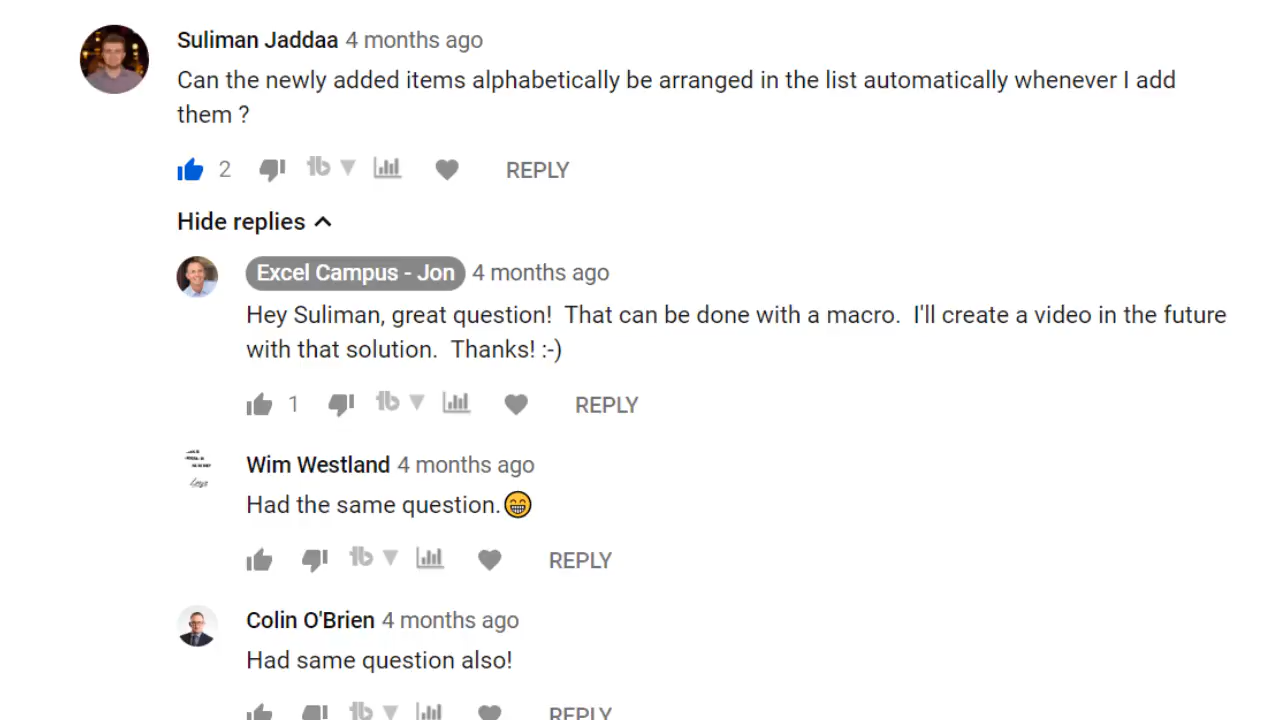 Suliman Jaddaa 4 months ago
Can the newly added items alphabetically be arranged in the list automatically whenever I add
them ?
2 REPLY
Hide replies
Excel Campus - Jon 4 months ago
Hey Suliman, great question!  That can be done with a macro.  I'll create a video in the future
with that solution.  Thanks! :-)
1 REPLY
Wim Westland 4 months ago
Had the same question.😁
REPLY
Colin O'Brien 4 months ago
Had same question also!
REPLY